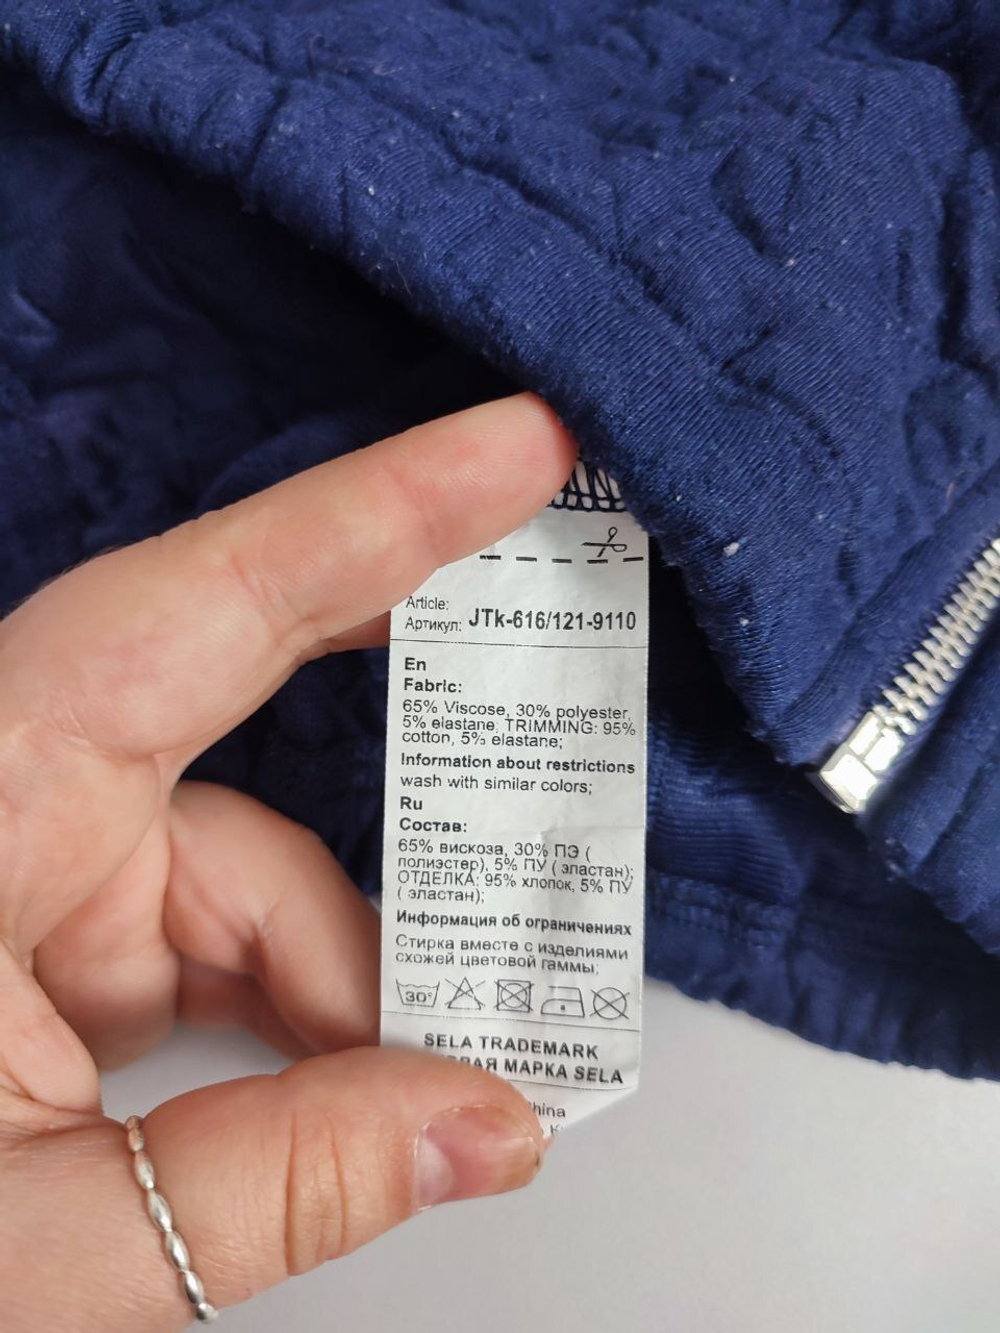 Article:
Артикул: JTk-616/121-9110
En
Fabric:
65% Viscose, 30% polyester,
5% elastane; TRIMMING: 95%
cotton, 5% elastane;
Information about restrictions
wash with similar colors;
Ru
Состав:
65% вискоза, 30% ПЭ (
полиэстер), 5% ПУ ( эластан);
ОТДЕЛКА: 95% хлопок, 5% ПУ
( эластан);
Информация об ограничениях
Стирка вместе с изделиями
схожей цветовой гаммы;
30°
SELA TRADEMARK
МАРКА SELA